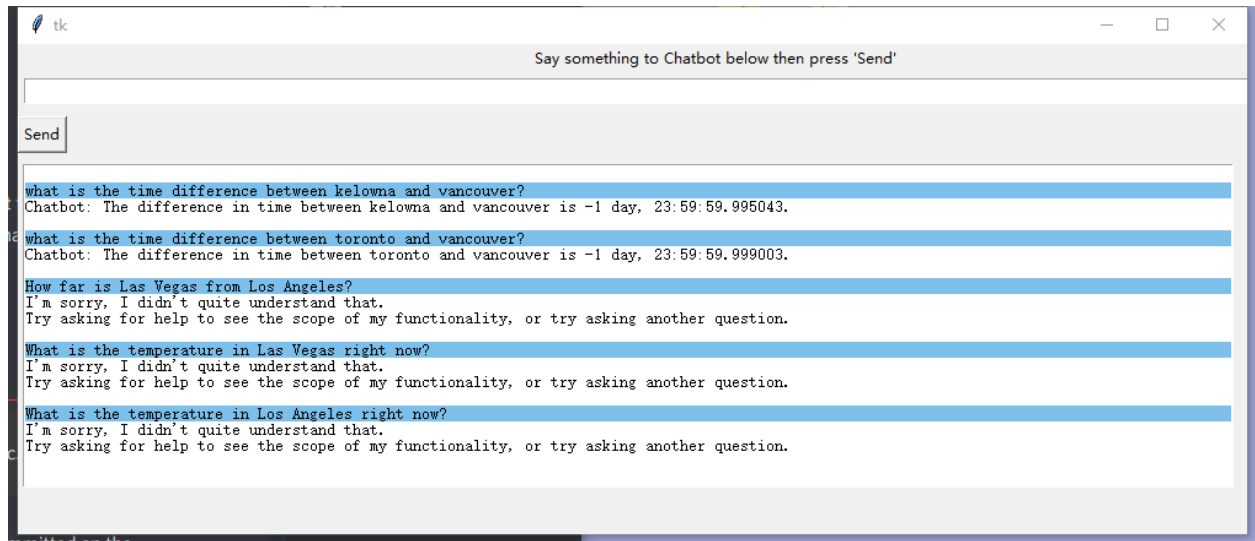 tk
Say something to Chatbot below then press 'Send'
Send
what is the time difference between kelowna and vancouver?
Chatbot: The difference in time between kelowna and vancouver is -1 day, 23:59:59.995043.
what is the time difference between toronto and vancouver?
Chatbot: The difference in time between toronto and vancouver is -1 day, 23:59:59.999003.
How far is Las Vegas from Los Angeles?
I'm sorry, I didn't quite understand that.
Try asking for help to see the scope of my functionality, or try asking another question.
What is the temperature in Las Vegas right now?
I'm sorry, I didn't quite understand that.
Try asking for help to see the scope of my functionality, or try asking another question.
What is the temperature in Los Angeles right now?
I'm sorry, I didn't quite understand that.
Try asking for help to see the scope of my functionality, or try asking another question.